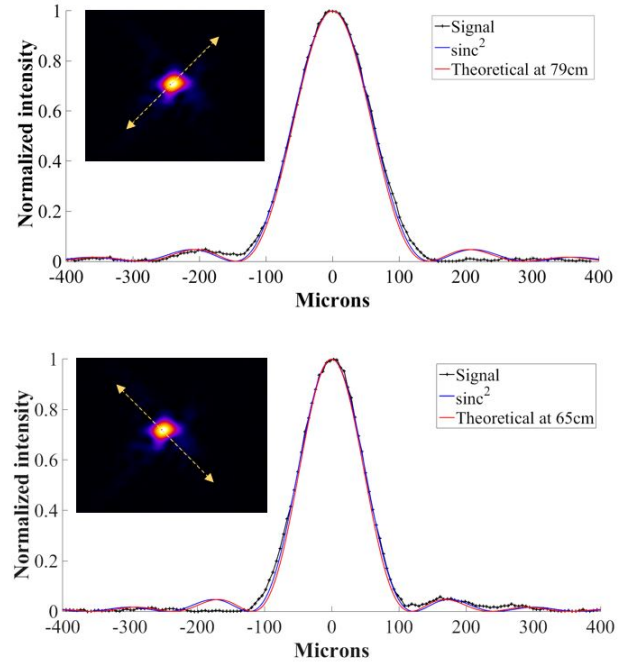 Normalized intensity
1
0.8
0.6
0.4
0.2
0
-400 -300 -200 -100 0 100 200 300 400
Microns
Signal
sinc²
Theoretical at 79cm
Normalized intensity
1
0.8
0.6
0.4
0.2
0
-400 -300 -200 -100 0 100 200 300 400
Microns
Signal
sinc²
Theoretical at 65cm